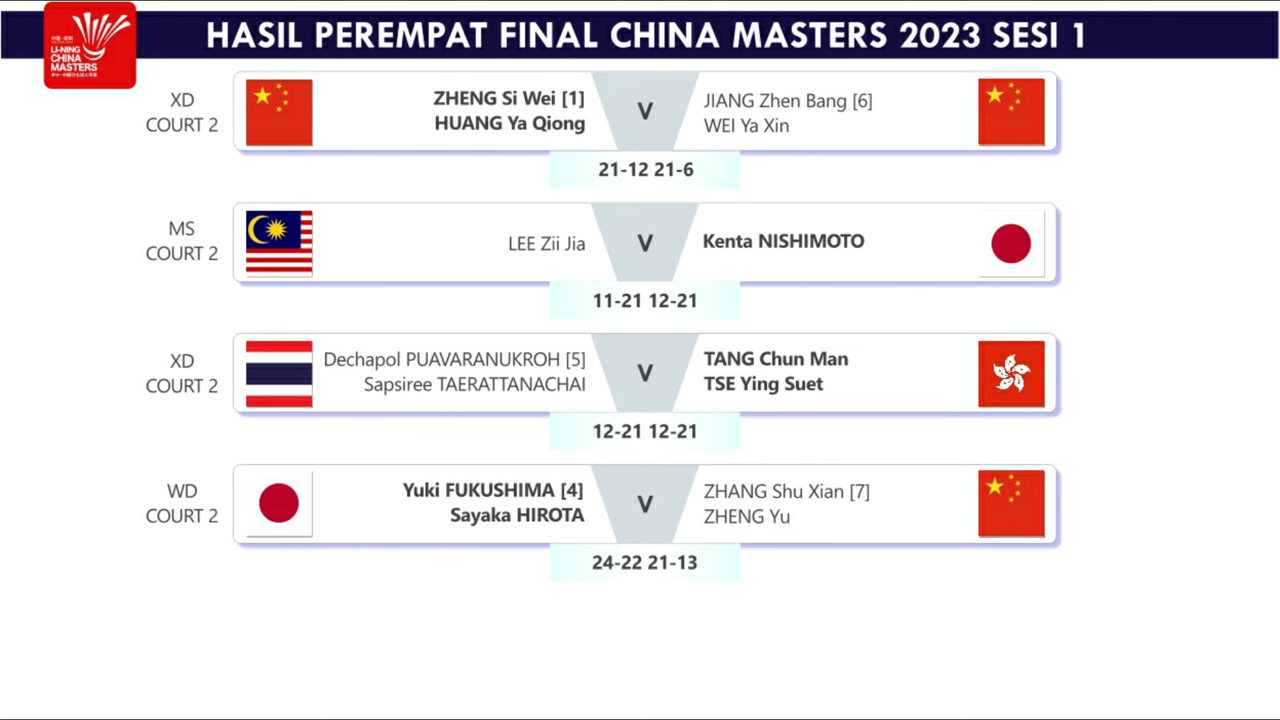 HASIL PEREMPAT FINAL CHINA MASTERS 2023 SESI 1
LI-NING
CHINA
MASTERS
XD
COURT 2
ZHENG Si Wei [1]
HUANG Ya Qiong
V
JIANG Zhen Bang [6]
WEI Ya Xin
21-12 21-6
MS
COURT 2
LEE Zii Jia
V
Kenta NISHIMOTO
11-21 12-21
XD
COURT 2
Dechapol PUAVARANUKROH [5]
Sapsiree TAERATTANACHAI
V
TANG Chun Man
TSE Ying Suet
12-21 12-21
WD
COURT 2
Yuki FUKUSHIMA [4]
Sayaka HIROTA
V
ZHANG Shu Xian [7]
ZHENG Yu
24-22 21-13